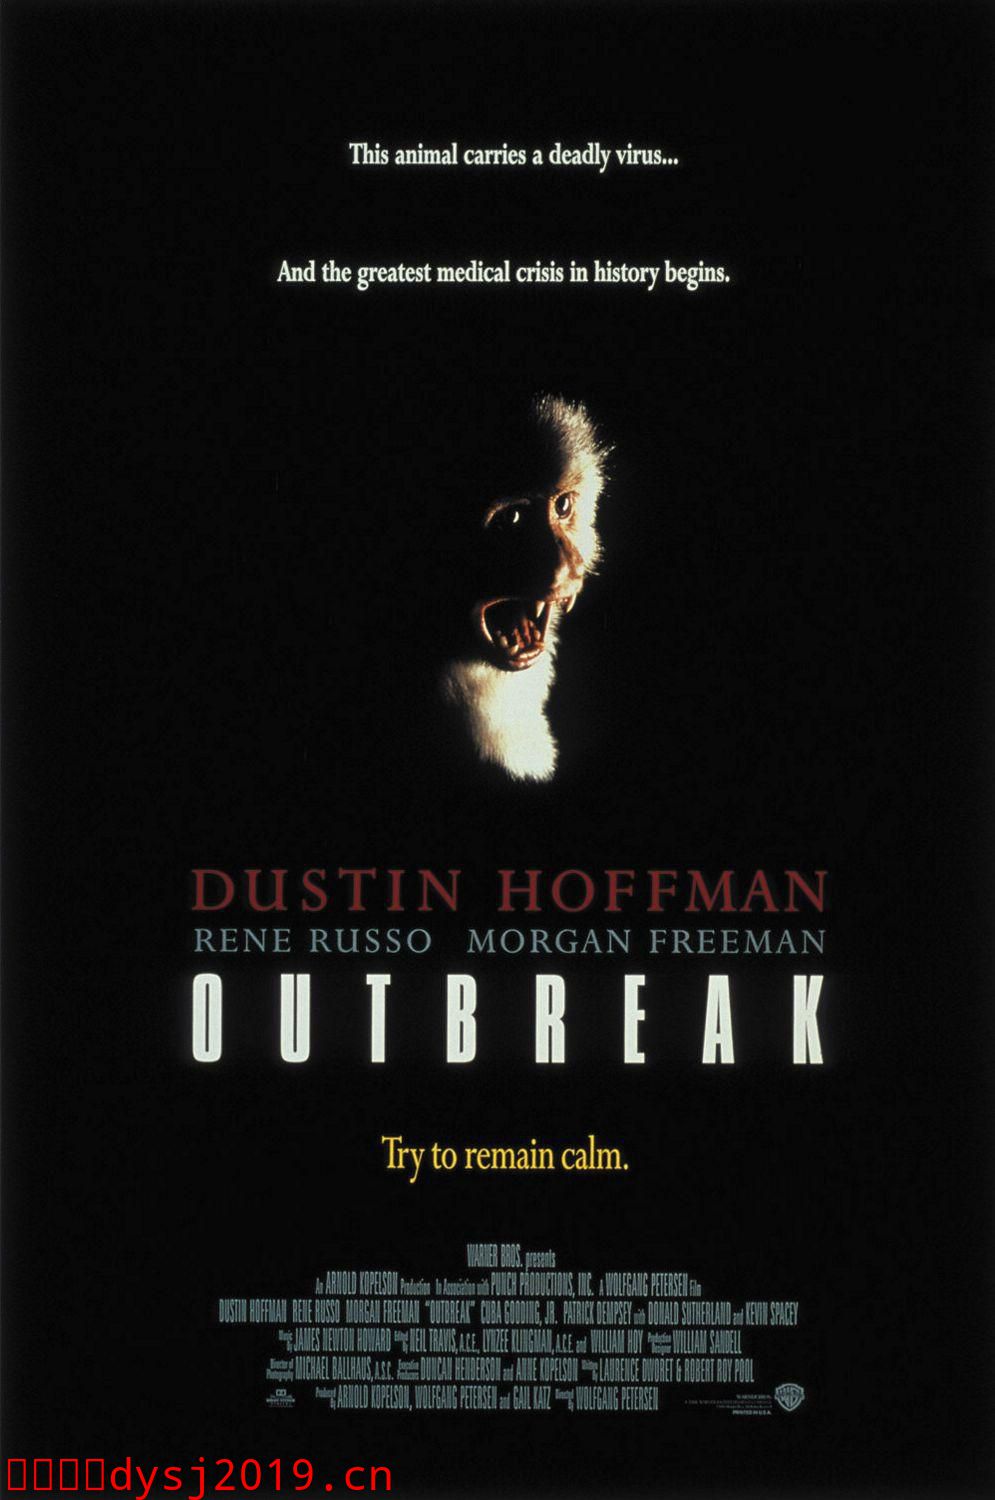 This animal carries a deadly virus...
And the greatest medical crisis in history begins.
DUSTIN HOFFMAN
RENE RUSSO MORGAN FREEMAN
OUTBREAK
Try to remain calm.
WARNER BROS. presents
An ARNOLD KOPELSON Production In Association with PUNCH PRODUCTIONS, INC. A WOLFGANG PETERSEN Film
DUSTIN HOFFMAN RENE RUSSO MORGAN FREEMAN "OUTBREAK" CUBA GOODING, JR. PATRICK DEMPSEY with DONALD SUTHERLAND and KEVIN SPACEY
Music By JAMES NEWTON HOWARD Edited By NEIL TRAVIS, A.C.E., LYNZEE KLINGMAN, A.C.E. and WILLIAM HOY Production Designer WILLIAM SANDELL
Director of Photography MICHAEL BALLHAUS, A.S.C. Executive Producers DUNCAN HENDERSON and ANNE KOPELSON Written By LAURENCE DWORET & ROBERT ROY POOL
Produced By ARNOLD KOPELSON, WOLFGANG PETERSEN and GAIL KATZ Directed By WOLFGANG PETERSEN
PRINTED IN U.S.A.
dysj2019.cn